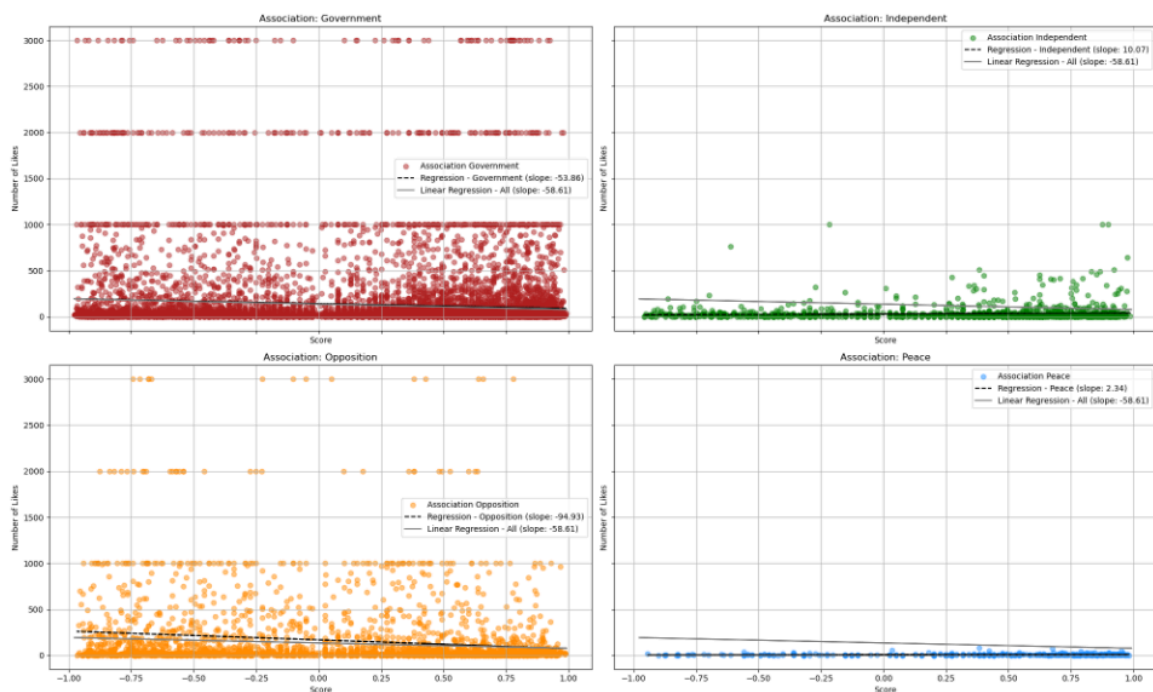 Association: Government
3000
2500
2000
1500
1000
500
0
Number of Likes
Association Government
Regression - Government (slope: -53.86)
Linear Regression - All (slope: -58.61)
Score
Association: Independent
Number of Likes
Association Independent
Regression - Independent (slope: 10.07)
Linear Regression - All (slope: -58.61)
Score
Association: Opposition
3000
2500
2000
1500
1000
500
0
Number of Likes
Association Opposition
Regression - Opposition (slope: -94.93)
Linear Regression - All (slope: -58.61)
−1.00 −0.75 −0.50 −0.25 0.00 0.25 0.50 0.75 1.00
Score
Association: Peace
Number of Likes
Association Peace
Regression - Peace (slope: 2.34)
Linear Regression - All (slope: -58.61)
−1.00 −0.75 −0.50 −0.25 0.00 0.25 0.50 0.75 1.00
Score